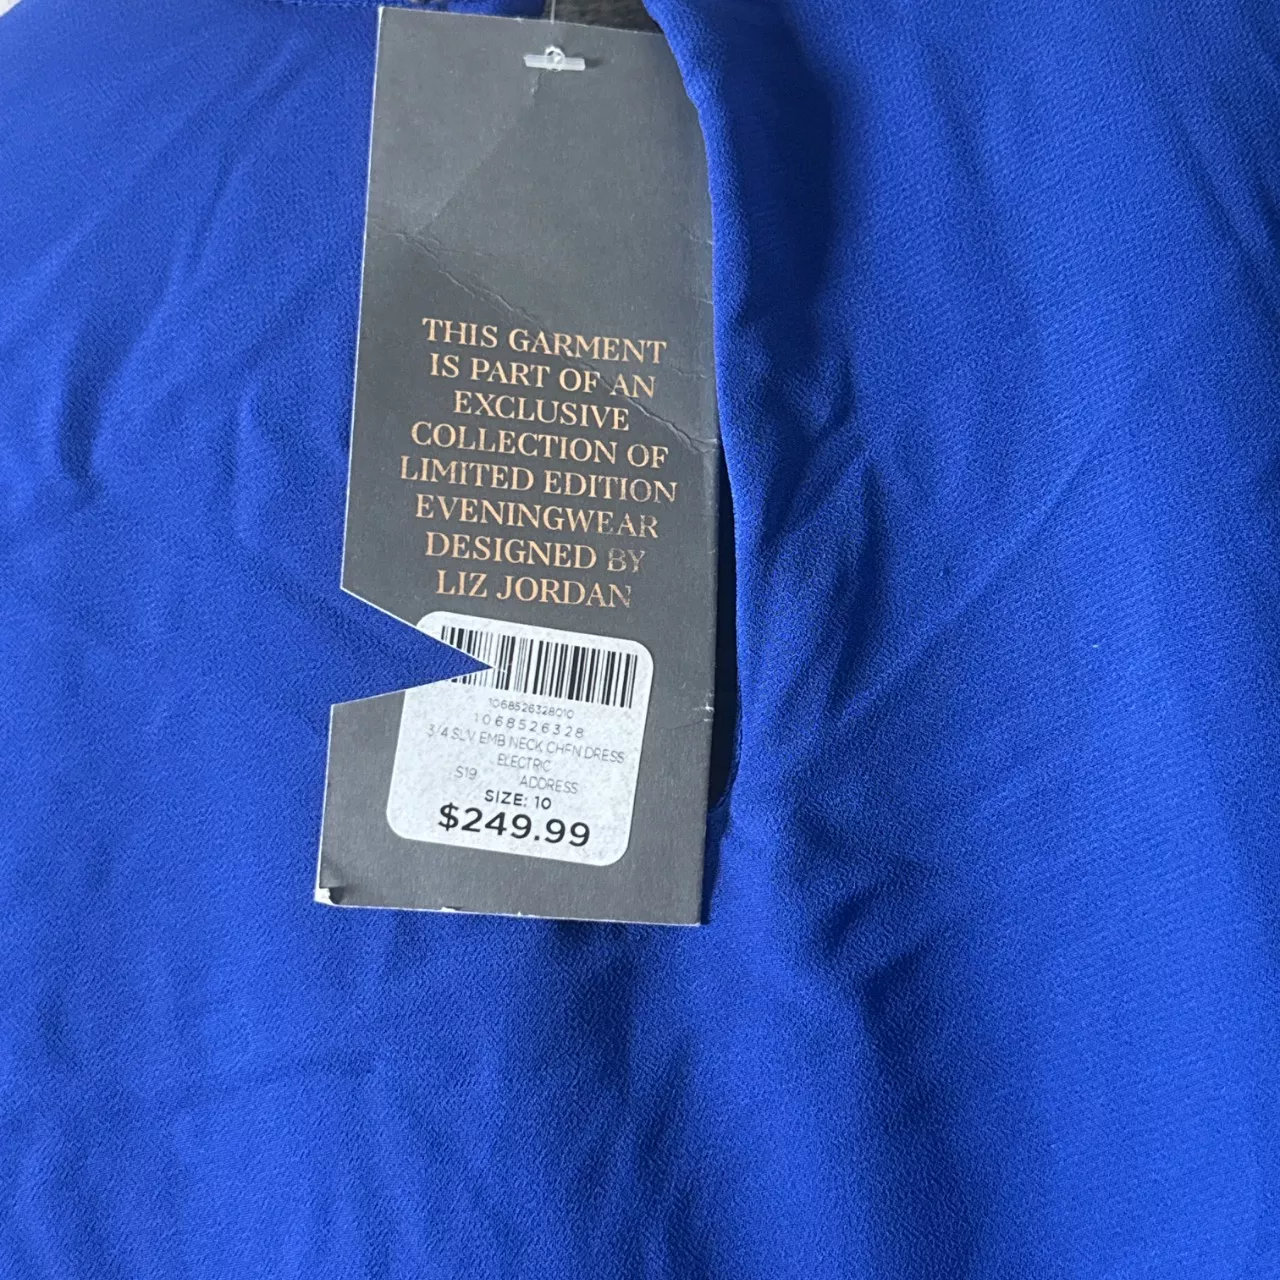 THIS GARMENT
IS PART OF AN
EXCLUSIVE
COLLECTION OF
LIMITED EDITION
EVENINGWEAR
DESIGNED BY
LIZ JORDAN
1068526328010
1068526328
3/4 SLV EMB NECK CHFN DRESS
ELECTRIC
S19 ADDRESS
SIZE: 10
$249.99